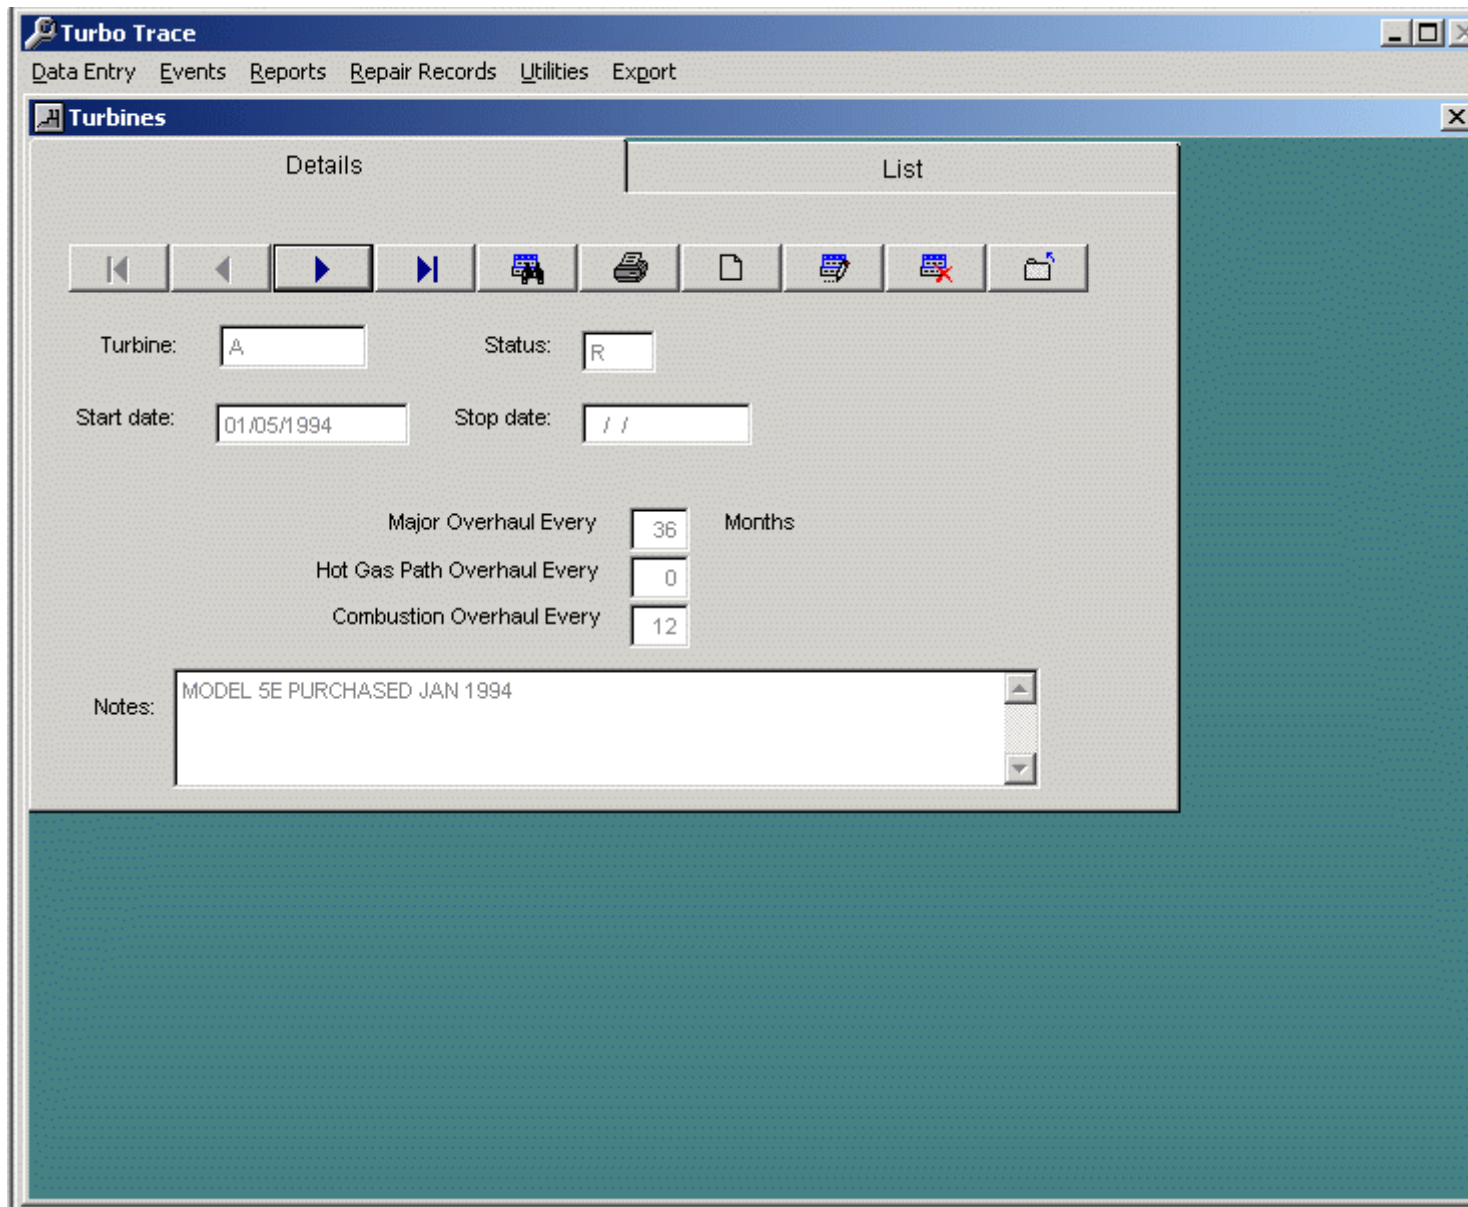 Turbo Trace
Data Entry Events Reports Repair Records Utilities Export
Turbines
Details List
Turbine: A Status: R
Start date: 01/05/1994 Stop date: / /
Major Overhaul Every 36 Months
Hot Gas Path Overhaul Every 0
Combustion Overhaul Every 12
Notes: MODEL 5E PURCHASED JAN 1994